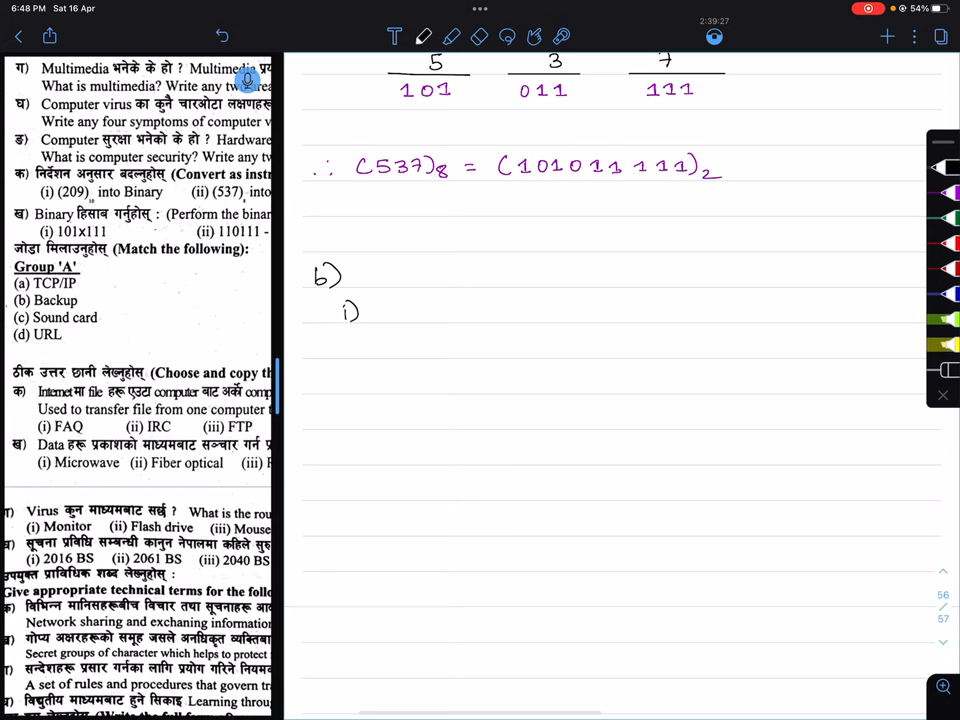 6:48 PM Sat 16 Apr
54%
2:39:27
ग) Multimedia भनेके के हो ? Multimedia
What is multimedia? Write any
घ) Computer virus का कुनै चारओटा लक्षणहरू
Write any four symptoms of computer v
ङ) Computer सुरक्षा भनेको के हो ? Hardware
What is computer security? Write any tw
क) निर्देशन अनुसार बदल्नुहोस् (Convert as instr
(i) (209)₁₀ into Binary (ii) (537)₈ into
ख) Binary हिसाब गर्नुहोस् : (Perform the binar
(i) 101x111 (ii) 110111 -
जोडा मिलाउनुहोस् (Match the following):
Group 'A'
(a) TCP/IP
(b) Backup
(c) Sound card
(d) URL
ठीक उत्तर छानी लेख्नुहोस् (Choose and copy th
क) Internet मा file हरू एउटा computer बाट अर्को comp
Used to transfer file from one computer t
(i) FAQ (ii) IRC (iii) FTP
ख) Data हरू प्रकाशको माध्यमबाट सञ्चार गर्न प्र
(i) Microwave (ii) Fiber optical (iii) F
ग) Virus कुन माध्यमबाट सर्छ ? What is the rou
(i) Monitor (ii) Flash drive (iii) Mouse
सूचना प्रविधि सम्बन्धी कानुन नेपालमा कहिले सुरु
(i) 2016 BS (ii) 2061 BS (iii) 2040 BS
उपयुक्त प्राविधिक शब्द लेख्नुहोस् :
Give appropriate technical terms for the follo
क) विभिन्न मानिसहरूबीच विचार तथा सूचनाहरू आद
Network sharing and exchaning information
गोप्य अक्षरहरूको समूह जसले अनधिकृत व्यक्तिबा
Secret groups of character which helps to protect
सन्देशहरू प्रसार गर्नका लागि प्रयोग गरिने नियम
A set of rules and procedures that govern tr
विद्युतीय माध्यमबाट हुने सिकाइ Learning throu
5 3 7
101 011 111
∴ (537)₈ = (101011111)₂
b)
i)
56
/
57